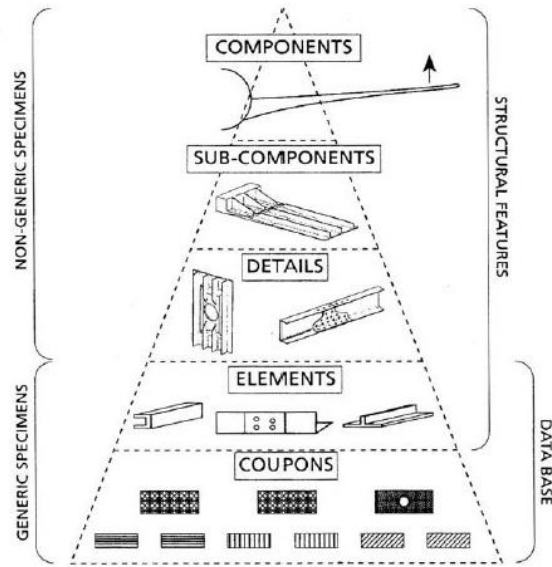 COMPONENTS
SUB-COMPONENTS
DETAILS
ELEMENTS
COUPONS
NON-GENERIC SPECIMENS
GENERIC SPECIMENS
STRUCTURAL FEATURES
DATA BASE